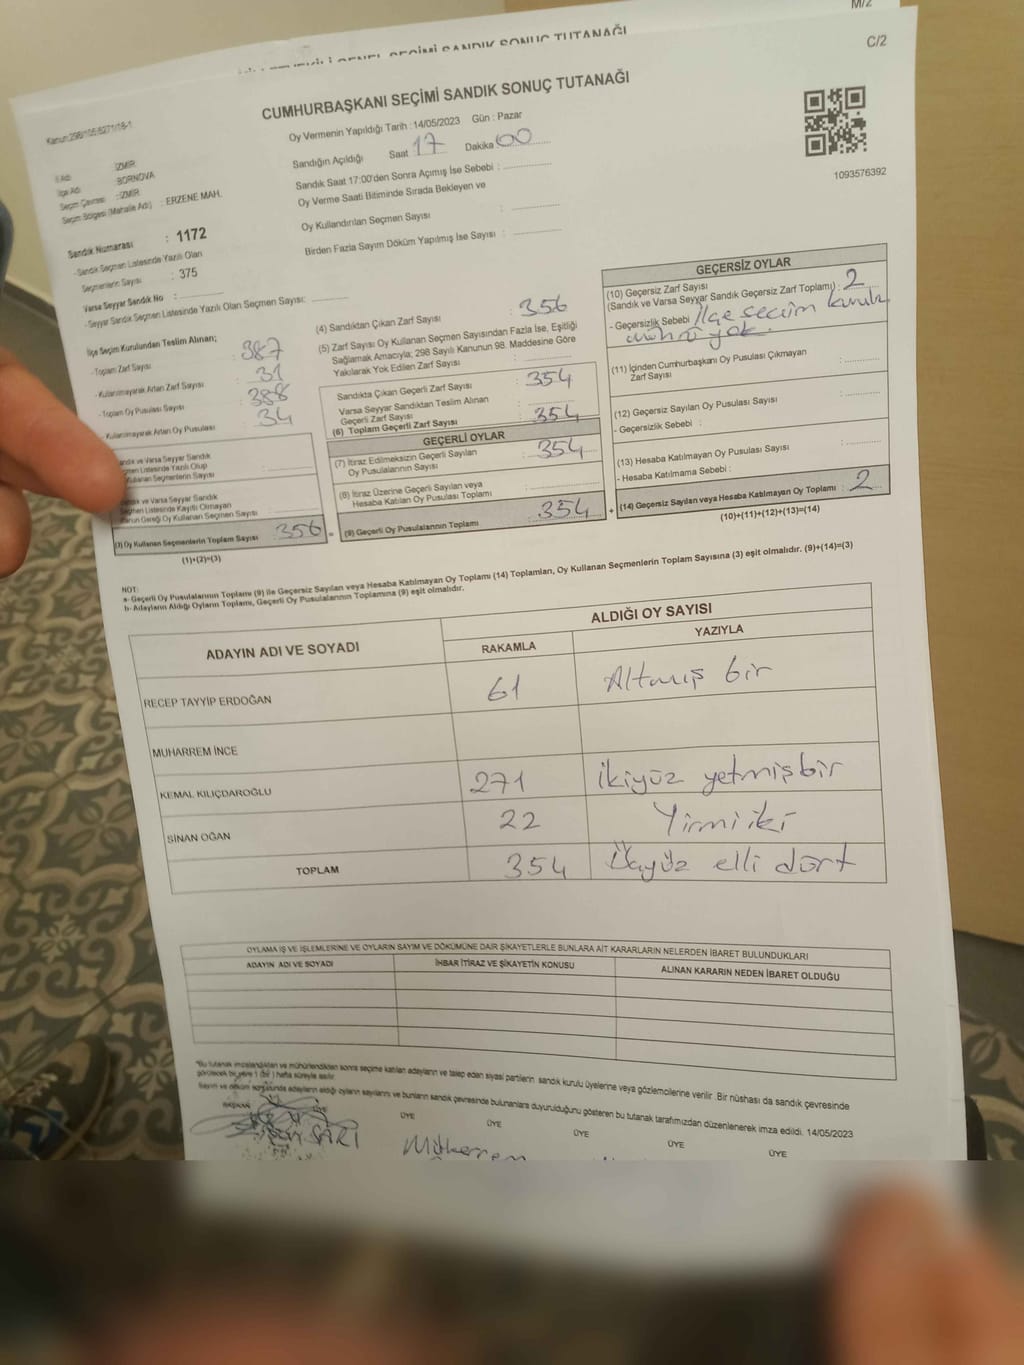 M/2
C/2
CUMHURBAŞKANI SEÇİMİ SANDIK SONUÇ TUTANAĞI
Kanun:298/105;6271/18-1
Oy Vermenin Yapıldığı Tarih : 14/05/2023 Gün : Pazar
Sandığın Açıldığı Saat 17 Dakika 00
Sandık Saat 17:00'den Sonra Açımış İse Sebebi :
Oy Verme Saati Bitiminde Sırada Bekleyen ve
Oy Kullandırılan Seçmen Sayısı :
Birden Fazla Sayım Döküm Yapılmış İse Sayısı :
1093576392
İl Adı : İZMİR
İlçe Adı : BORNOVA
Seçim Çevresi : İZMİR
Seçim Bölgesi (Mahalle Adı) : ERZENE MAH.
Sandık Numarası : 1172
- Sandık Seçmen Listesinde Yazılı Olan
Seçmenlerin Sayısı : 375
Varsa Seyyar Sandık No :
- Seyyar Sandık Seçmen Listesinde Yazılı Olan Seçmen Sayısı:
İlçe Seçim Kurulundan Teslim Alınan;
- Toplam Zarf Sayısı : 387
- Kullanılmayarak Artan Zarf Sayısı : 31
- Toplam Oy Pusulası Sayısı : 388
- Kullanılmayarak Artan Oy Pusulası : 34
Sandık ve Varsa Seyyar Sandık
Seçmen Listesinde Yazılı Olup
Kullanan Seçmenlerin Sayısı :
Sandık ve Varsa Seyyar Sandık
Seçmen Listesinde Kayıtlı Olmayan
Kanun Gereği Oy Kullanan Seçmen Sayısı :
(3) Oy Kullanan Seçmenlerin Toplam Sayısı : 356
(1)+(2)=(3)
(4) Sandıktan Çıkan Zarf Sayısı : 356
(5) Zarf Sayısı Oy Kullanan Seçmen Sayısından Fazla İse, Eşitliği
Sağlamak Amacıyla; 298 Sayılı Kanunun 98. Maddesine Göre
Yakılarak Yok Edilen Zarf Sayısı :
Sandıkta Çıkan Geçerli Zarf Sayısı : 354
Varsa Seyyar Sandıktan Teslim Alınan
Geçerli Zarf Sayısı :
(6) Toplam Geçerli Zarf Sayısı : 354
GEÇERLİ OYLAR
(7) İtiraz Edilmeksizin Geçerli Sayılan
Oy Pusulalarının Sayısı : 354
(8) İtiraz Üzerine Geçerli Sayılan veya
Hesaba Katılan Oy Pusulası Toplamı :
= (9) Geçerli Oy Pusulalarının Toplamı : 354
GEÇERSİZ OYLAR
(10) Geçersiz Zarf Sayısı
(Sandık ve Varsa Seyyar Sandık Geçersiz Zarf Toplamı) : 2
- Geçersizlik Sebebi İlçe seçim kurulu
mührü yok.
(11) İçinden Cumhurbaşkanı Oy Pusulası Çıkmayan
Zarf Sayısı :
(12) Geçersiz Sayılan Oy Pusulası Sayısı :
- Geçersizlik Sebebi :
(13) Hesaba Katılmayan Oy Pusulası Sayısı :
- Hesaba Katılmama Sebebi :
+ (14) Geçersiz Sayılan veya Hesaba Katılmayan Oy Toplamı : 2
(10)+(11)+(12)+(13)=(14)
NOT:
a- Geçerli Oy Pusulalarının Toplamı (9) ile Geçersiz Sayılan veya Hesaba Katılmayan Oy Toplamı (14) Toplamları, Oy Kullanan Seçmenlerin Toplam Sayısına (3) eşit olmalıdır. (9)+(14)=(3)
b- Adayların Aldığı Oyların Toplamı, Geçerli Oy Pusulalarının Toplamına (9) eşit olmalıdır.
ADAYIN ADI VE SOYADI
ALDIĞI OY SAYISI
RAKAMLA YAZIYLA
RECEP TAYYİP ERDOĞAN 61 Altmış bir
MUHARREM İNCE
KEMAL KILIÇDAROĞLU 271 ikiyüz yetmişbir
SİNAN OĞAN 22 Yirmi iki
TOPLAM 354 Üçyüz elli dört
OYLAMA İŞ VE İŞLEMLERİNE VE OYLARIN SAYIM VE DÖKÜMÜNE DAİR ŞİKAYETLERLE BUNLARA AİT KARARLARIN NELERDEN İBARET BULUNDUKLARI
ADAYIN ADI VE SOYADI İHBAR İTİRAZ VE ŞİKAYETİN KONUSU ALINAN KARARIN NEDEN İBARET OLDUĞU
*Bu tutanak imzalandıktan ve mühürlendikten sonra seçime katılan adayların ve talep eden siyasi partilerin sandık kurulu üyelerine veya gözlemcilerine verilir. Bir nüshası da sandık çevresinde
görülecek bir yere 1 (bir) hafta süreyle asılır.
Sayım ve döküm sonucunda adayların aldığı oyların sayılarını ve bunların sandık çevresinde bulunanlara duyurulduğunu gösteren bu tutanak tarafımızdan düzenlenerek imza edildi. 14/05/2023
BAŞKAN ÜYE ÜYE ÜYE ÜYE ÜYE
SARI